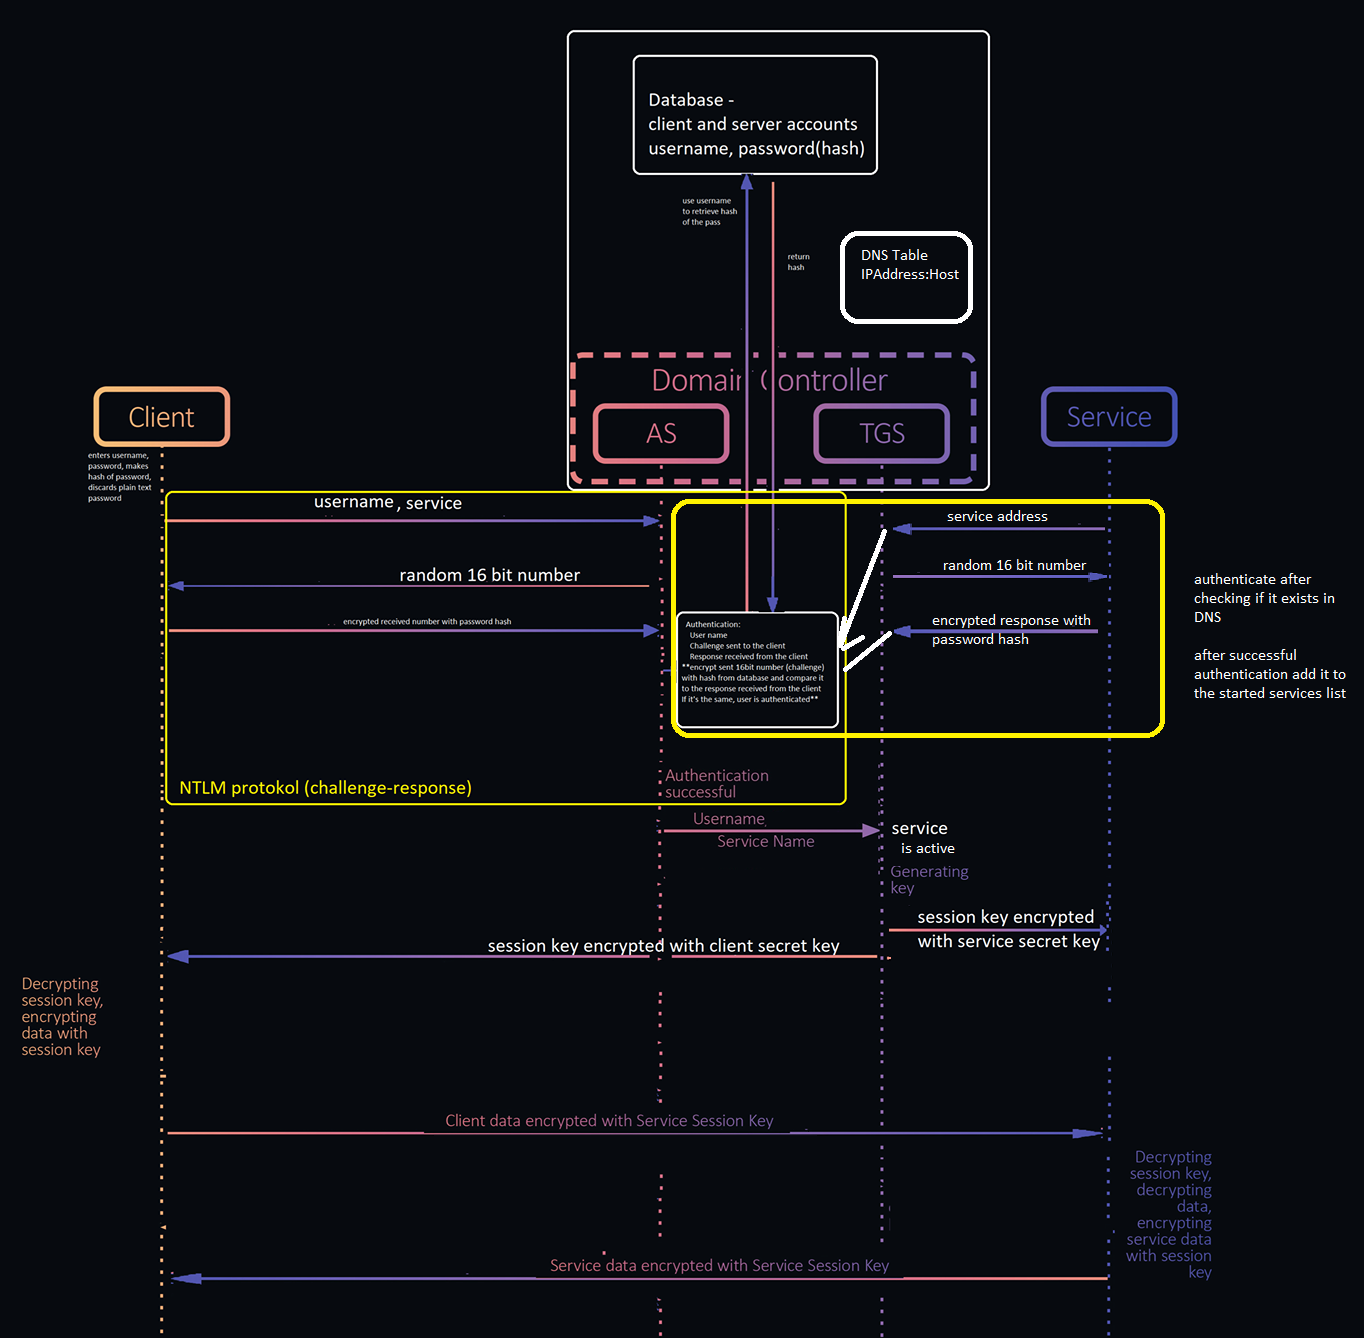 Database -
client and server accounts
username, password(hash)
use username
to retrieve hash
of the pass
return
hash
DNS Table
IPAddress:Host
Domain Controller
AS
TGS
Client
Service
enters username,
password, makes
hash of password,
discards plain text
password
username, service
service address
random 16 bit number
random 16 bit number
encrypted received number with password hash
encrypted response with
password hash
authenticate after
checking if it exists in
DNS
after successful
authentication add it to
the started services list
Authentication:
User name
Challenge sent to the client
Response received from the client
**encrypt sent 16bit number (challenge)
with hash from database and compare it
to the response received from the client
If it's the same, user is authenticated**
NTLM protokol (challenge-response)
Authentication
successful
Username
Service Name
service
is active
Generating
key
session key encrypted
with service secret key
session key encrypted with client secret key
Decrypting
session key,
encrypting
data with
session key
Client data encrypted with Service Session Key
Decrypting
session key,
decrypting
data,
encrypting
service data
with session
key
Service data encrypted with Service Session Key